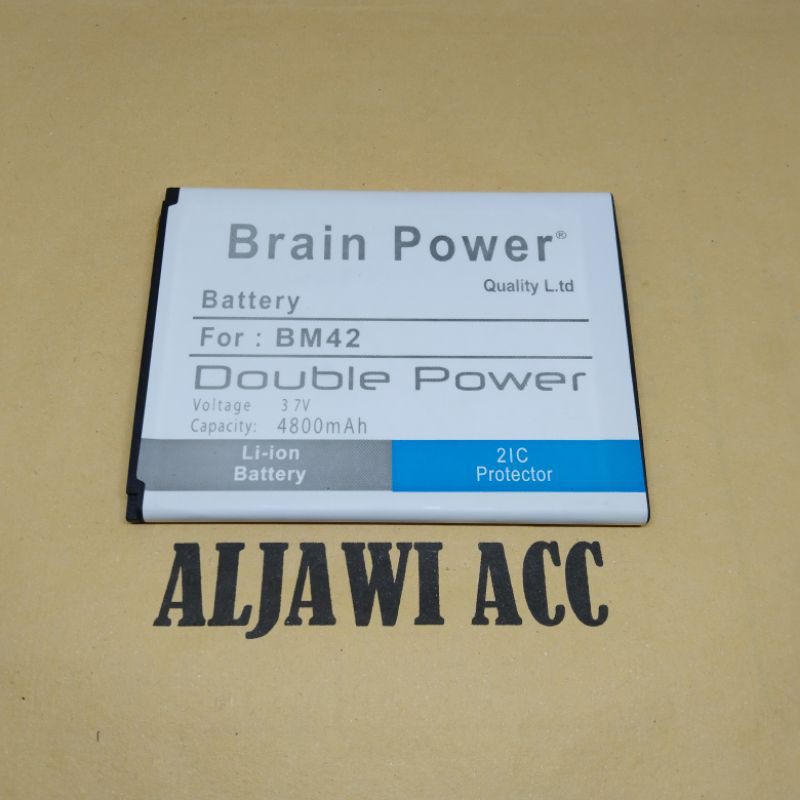 Brain Power®
Quality L.td
Battery
For : BM42
Double Power
Voltage 3 7V
Capacity: 4800mAh
Li-ion
Battery
2IC
Protector
ALJAWI ACC